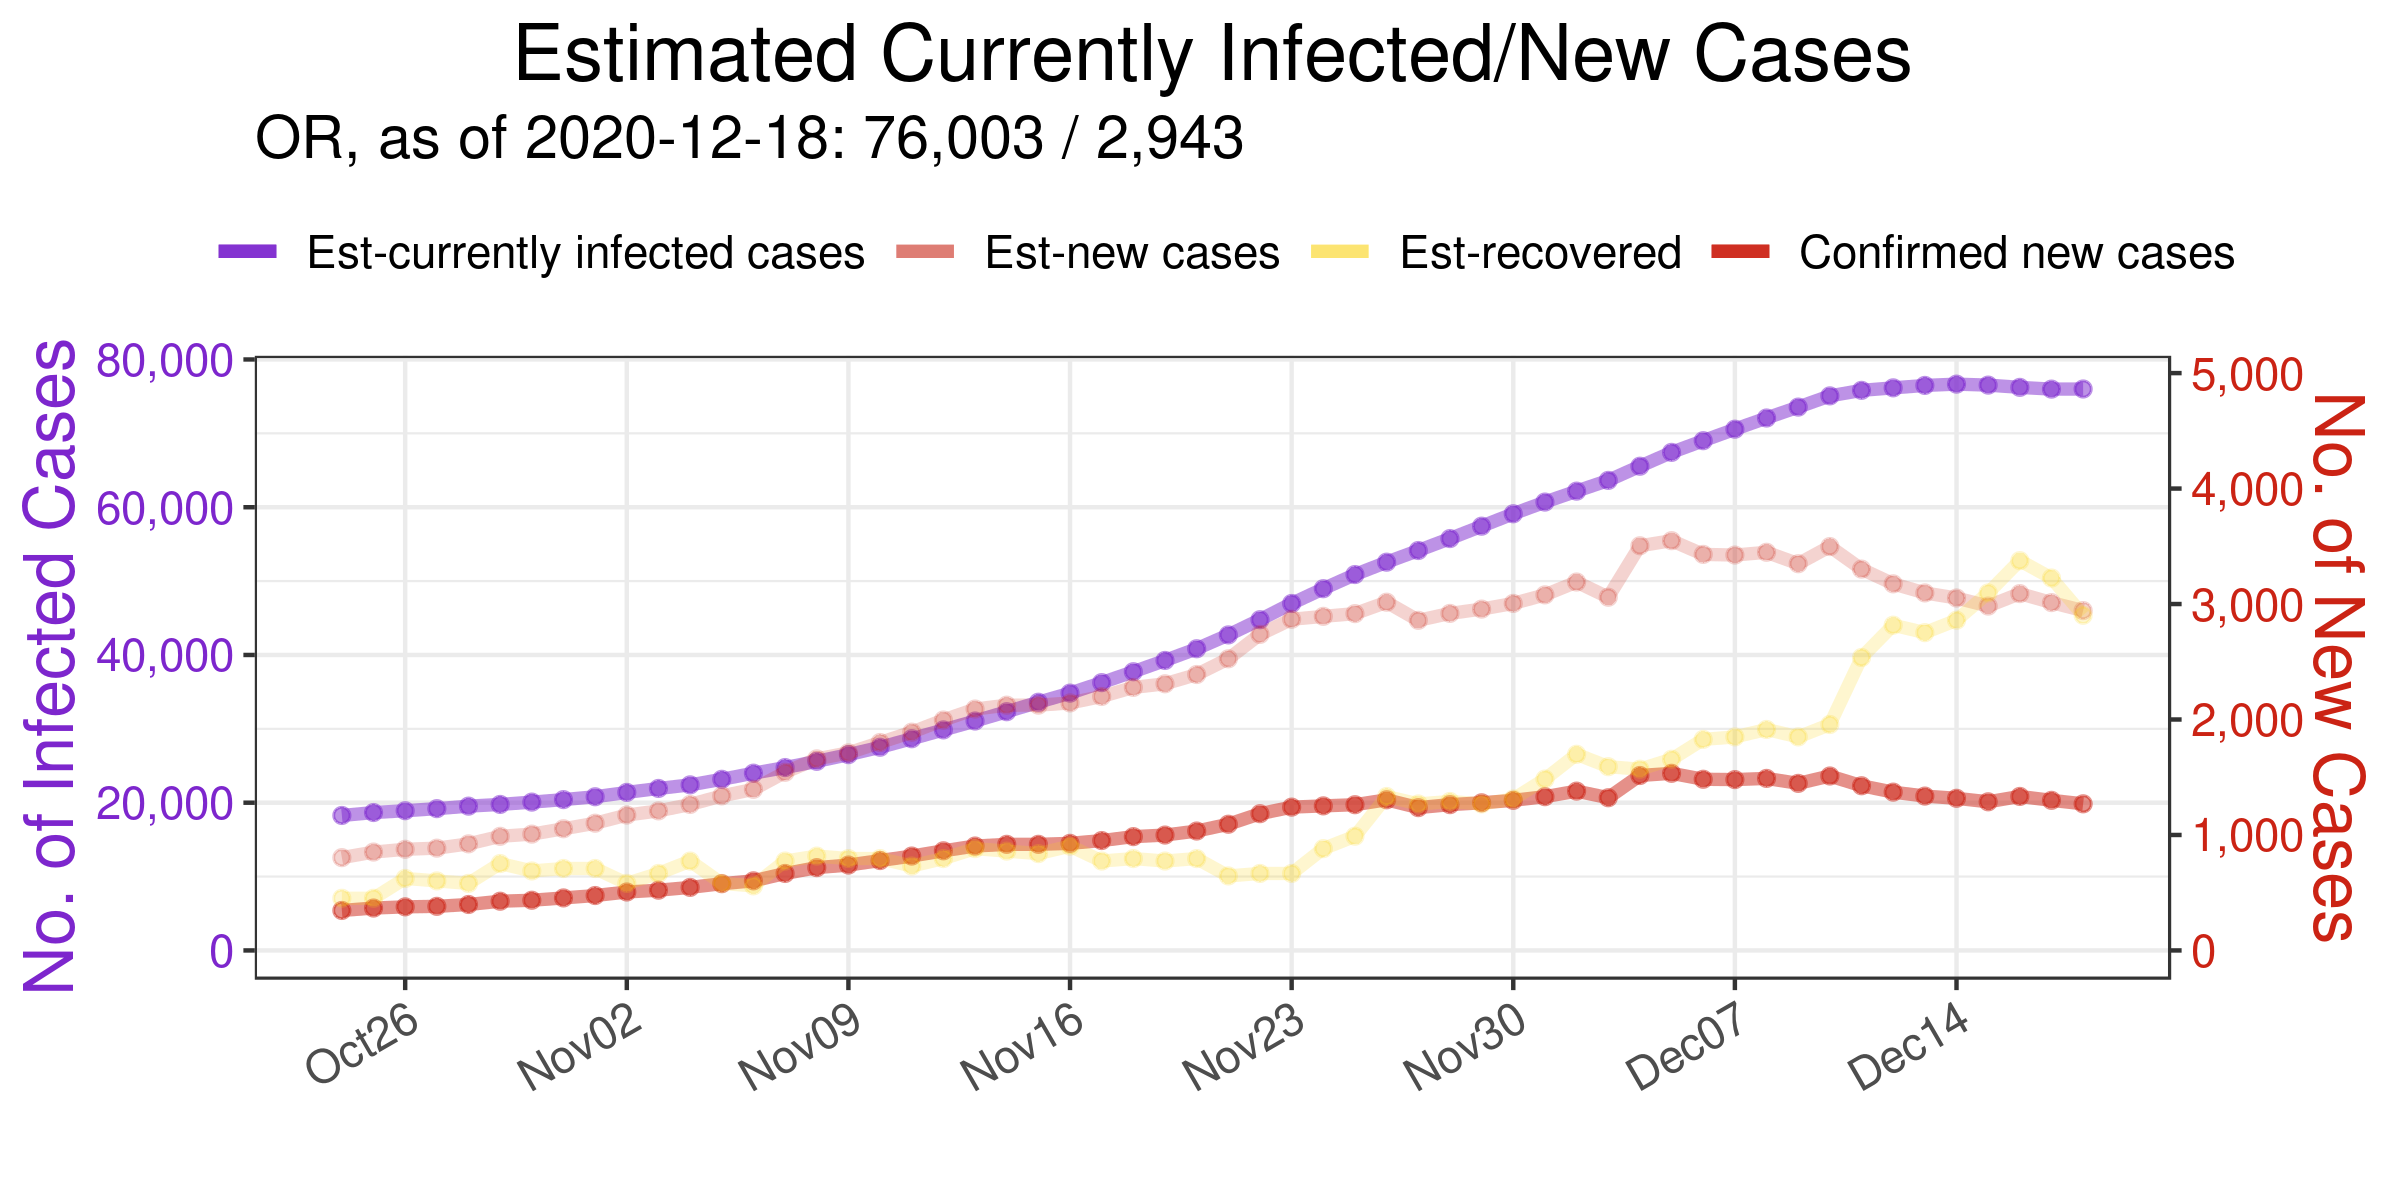 Estimated Currently Infected/New Cases
OR, as of 2020-12-18: 76,003 / 2,943
Est-currently infected cases Est-new cases Est-recovered Confirmed new cases
No. of Infected Cases
80,000
60,000
40,000
20,000
0
5,000
4,000
3,000
2,000
1,000
0
No. of New Cases
Oct26 Nov02 Nov09 Nov16 Nov23 Nov30 Dec07 Dec14